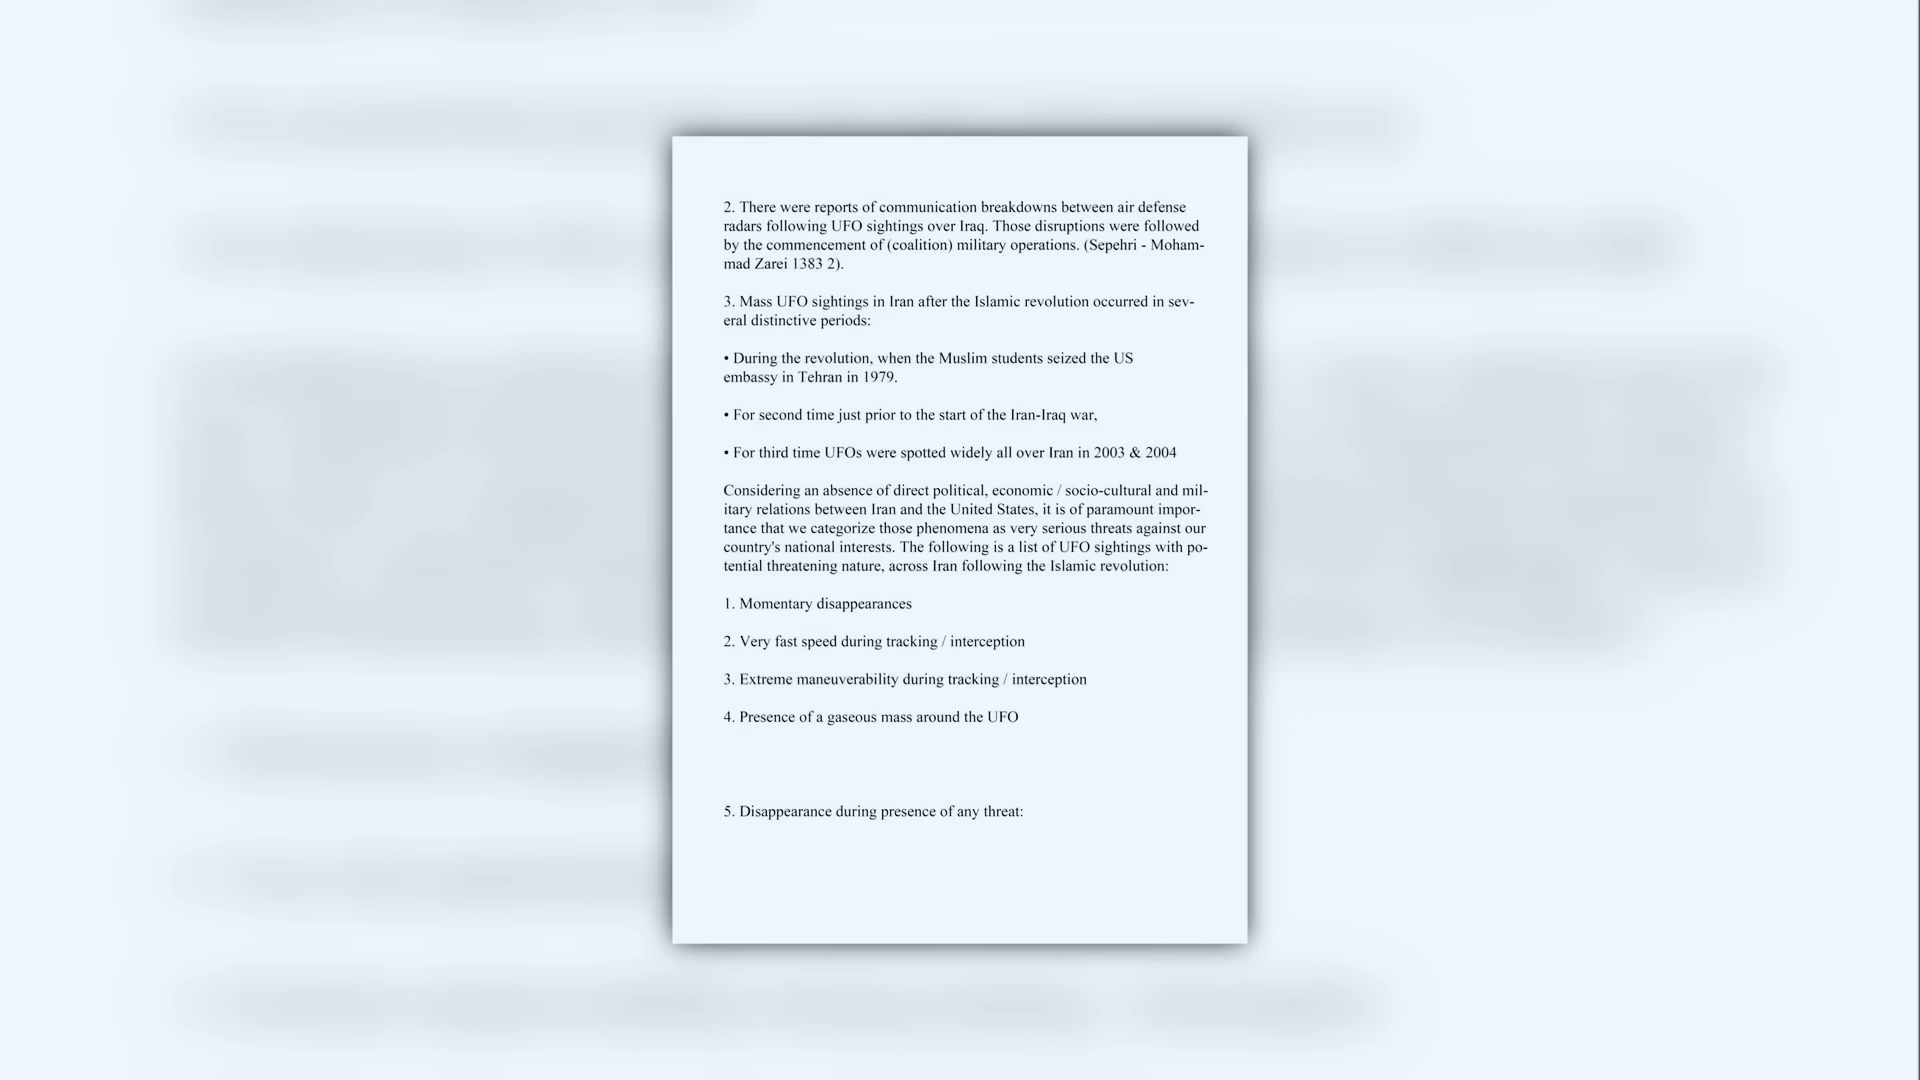 2. There were reports of communication breakdowns between air defense
radars following UFO sightings over Iraq. Those disruptions were followed
by the commencement of (coalition) military operations. (Sepehri - Moham-
mad Zarei 1383 2).
3. Mass UFO sightings in Iran after the Islamic revolution occurred in sev-
eral distinctive periods:
• During the revolution, when the Muslim students seized the US
embassy in Tehran in 1979.
• For second time just prior to the start of the Iran-Iraq war,
• For third time UFOs were spotted widely all over Iran in 2003 & 2004
Considering an absence of direct political, economic / socio-cultural and mil-
itary relations between Iran and the United States, it is of paramount impor-
tance that we categorize those phenomena as very serious threats against our
country's national interests. The following is a list of UFO sightings with po-
tential threatening nature, across Iran following the Islamic revolution:
1. Momentary disappearances
2. Very fast speed during tracking / interception
3. Extreme maneuverability during tracking / interception
4. Presence of a gaseous mass around the UFO
5. Disappearance during presence of any threat: